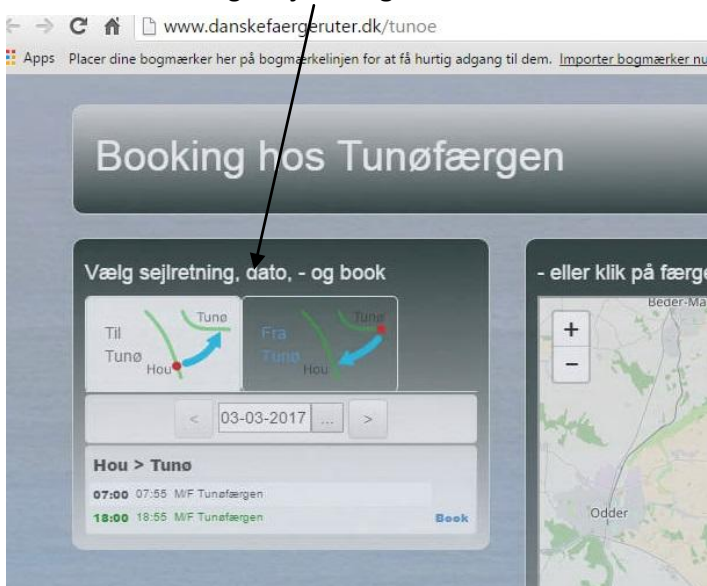 www.danskefaergeruter.dk/tunoe
Apps Placer dine bogmærker her på bogmærkelinjen for at få hurtig adgang til dem. Importer bogmærker nu
Booking hos Tunøfærgen
Vælg sejlretning, dato, - og book
Til Tunø
Tunø
Hou
Fra Tunø
Tunø
Hou
< 03-03-2017 ... >
Hou > Tunø
07:00 07:55 M/F Tunøfærgen
18:00 18:55 M/F Tunøfærgen Book
- eller klik på færge
+
−
Beder-Ma
Odder